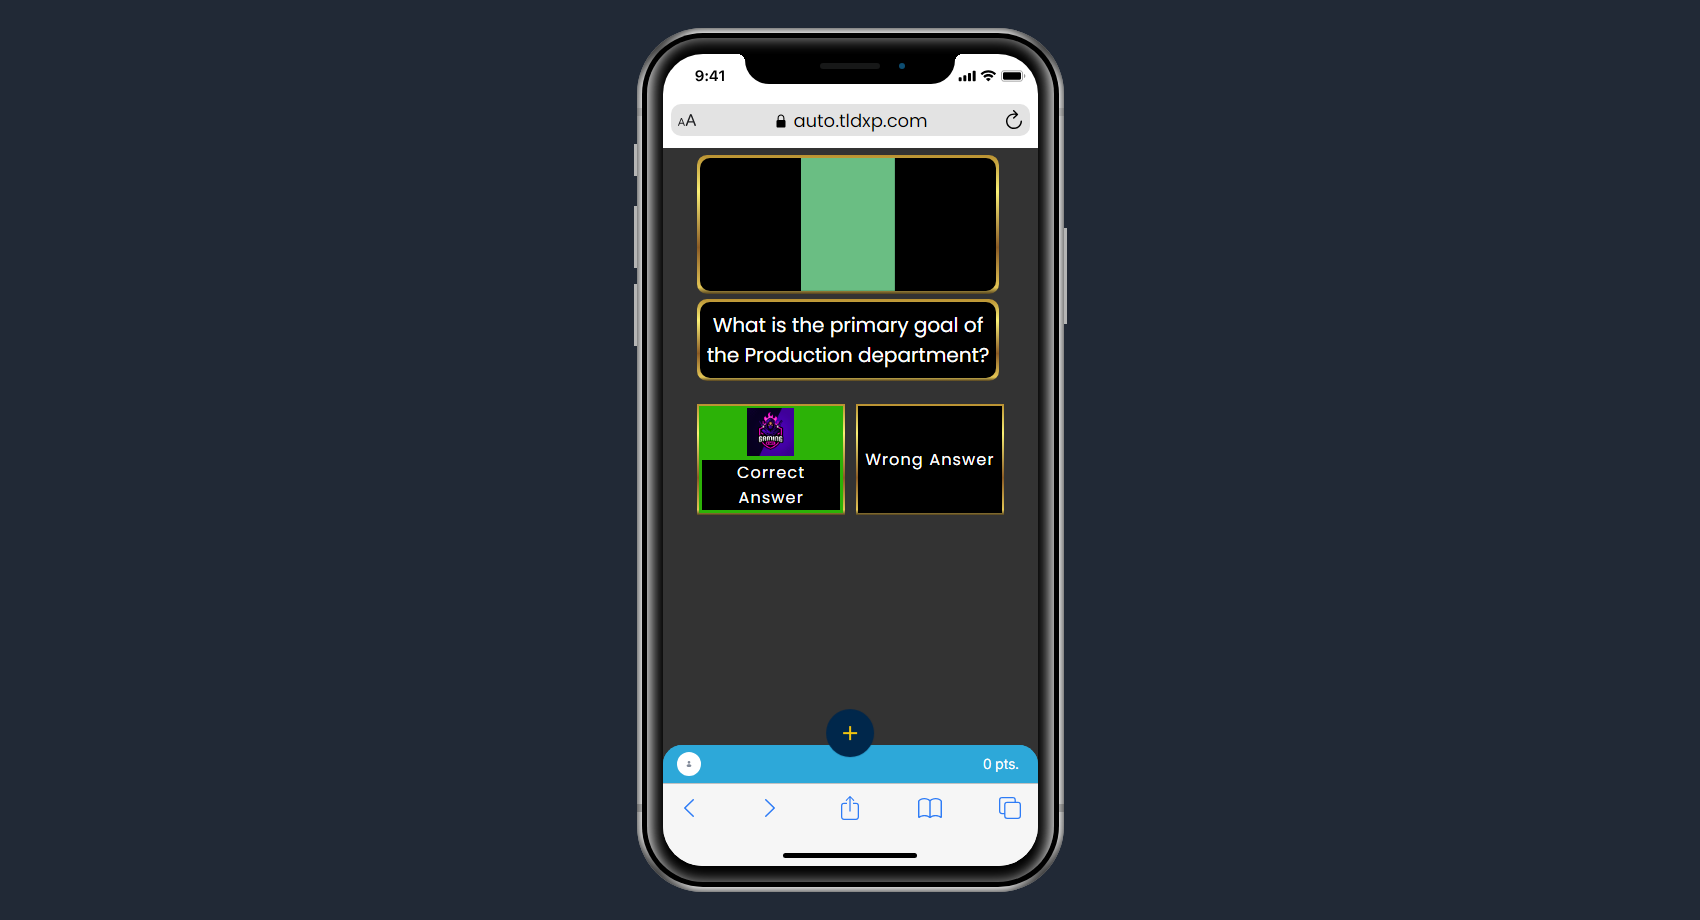 9:41
AA
auto.tldxp.com
What is the primary goal of
the Production department?
GAMING
Correct
Answer
Wrong Answer
+
0 pts.